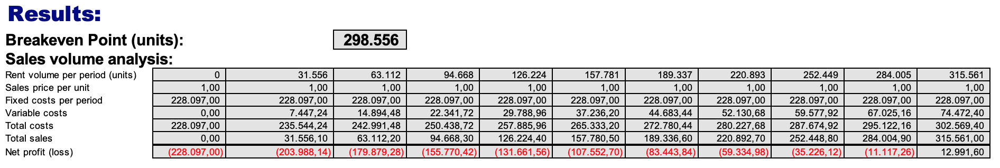 Results:
Breakeven Point (units): 298.556
Sales volume analysis:
Rent volume per period (units) 0 31.556 63.112 94.668 126.224 157.781 189.337 220.893 252.449 284.005 315.561
Sales price per unit 1,00 1,00 1,00 1,00 1,00 1,00 1,00 1,00 1,00 1,00 1,00
Fixed costs per period 228.097,00 228.097,00 228.097,00 228.097,00 228.097,00 228.097,00 228.097,00 228.097,00 228.097,00 228.097,00 228.097,00
Variable costs 0,00 7.447,24 14.894,48 22.341,72 29.788,96 37.236,20 44.683,44 52.130,68 59.577,92 67.025,16 74.472,40
Total costs 228.097,00 235.544,24 242.991,48 250.438,72 257.885,96 265.333,20 272.780,44 280.227,68 287.674,92 295.122,16 302.569,40
Total sales 0,00 31.556,10 63.112,20 94.668,30 126.224,40 157.780,50 189.336,60 220.892,70 252.448,80 284.004,90 315.561,00
Net profit (loss) (228.097,00) (203.988,14) (179.879,28) (155.770,42) (131.661,56) (107.552,70) (83.443,84) (59.334,98) (35.226,12) (11.117,26) 12.991,60